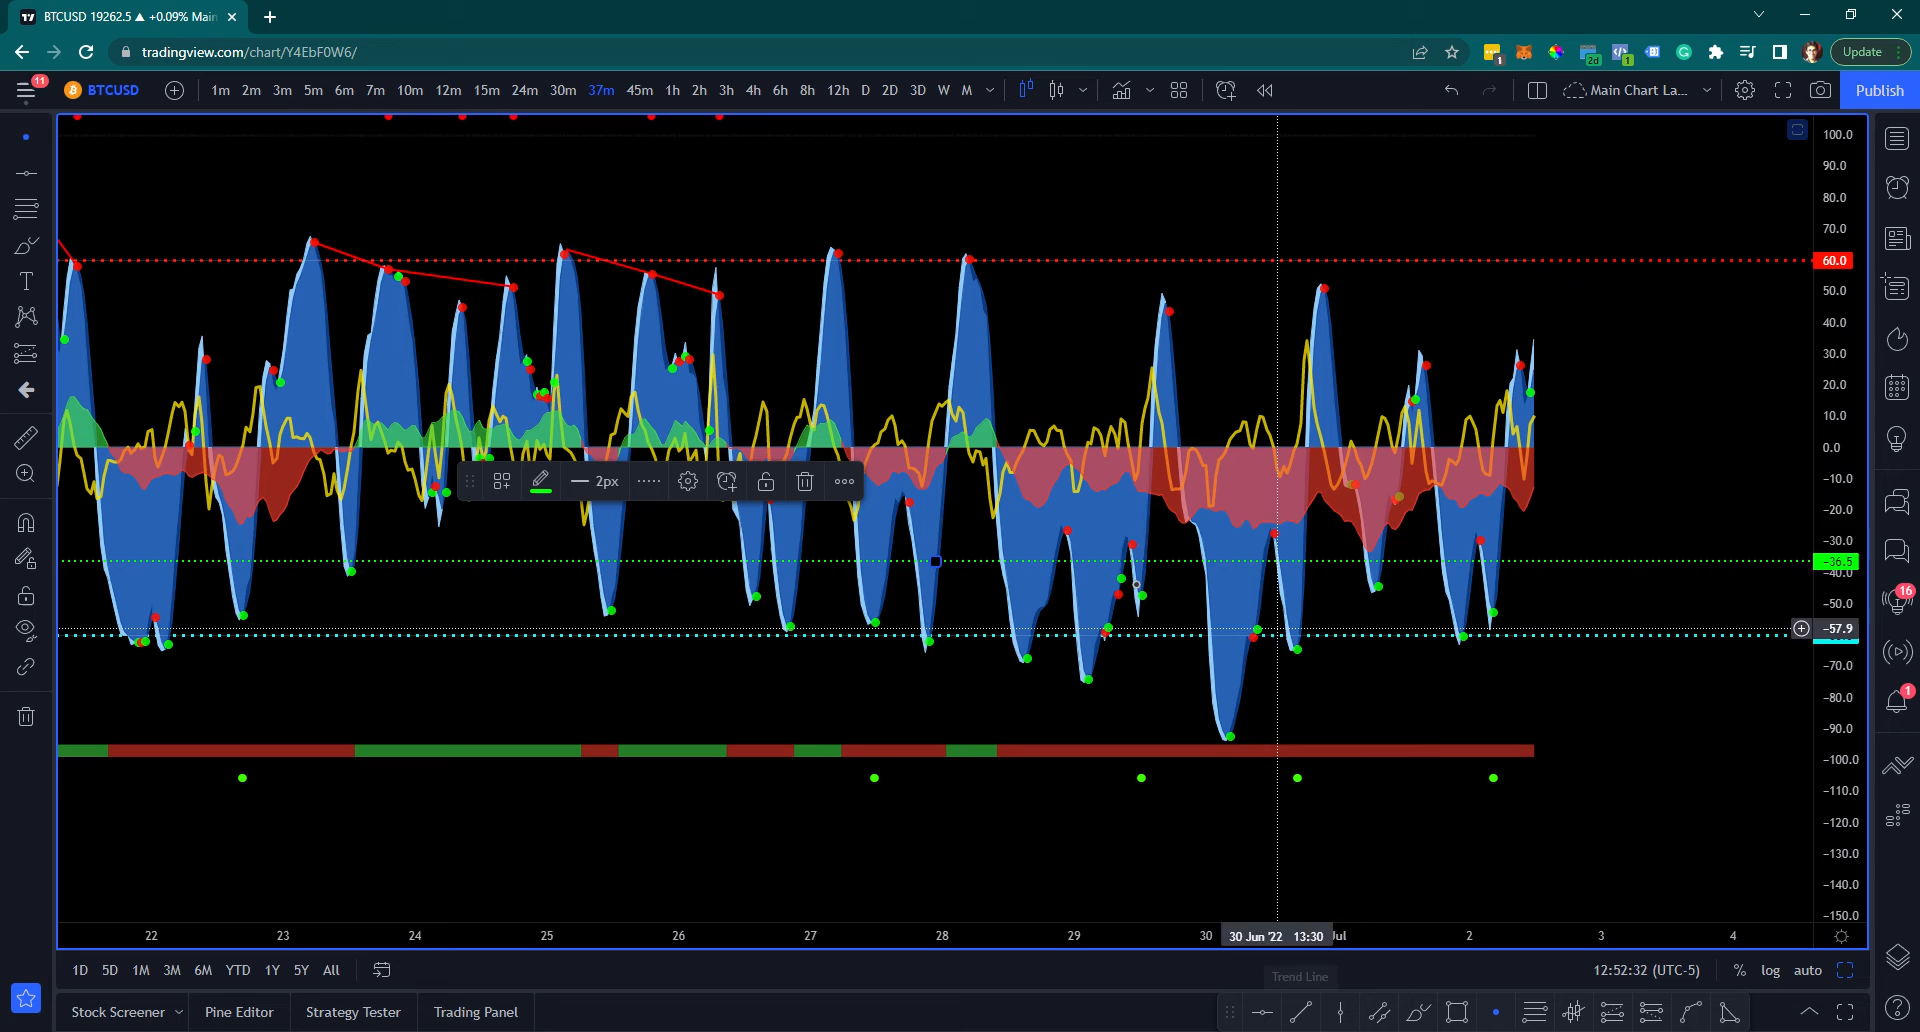 BTCUSD 19262.5 ▲ +0.09% Main
tradingview.com/chart/Y4EbF0W6/
1
2d
1
Update
11
BTCUSD
1m 2m 3m 5m 6m 7m 10m 12m 15m 24m 30m 37m 45m 1h 2h 3h 4h 6h 8h 12h D 2D 3D W M
Main Chart La...
Publish
100.0
90.0
80.0
70.0
60.0
50.0
40.0
30.0
20.0
10.0
0.0
-10.0
2px
-20.0
-30.0
-36.5
-40.0
-50.0
16
-57.9
-70.0
1
-80.0
-90.0
-100.0
-110.0
-120.0
-130.0
-140.0
-150.0
22 23 24 25 26 27 28 29 30 30 Jun '22 13:30 Jul 2 3 4
1D 5D 1M 3M 6M YTD 1Y 5Y All
Trend Line
12:52:32 (UTC-5) % log auto
Stock Screener Pine Editor Strategy Tester Trading Panel